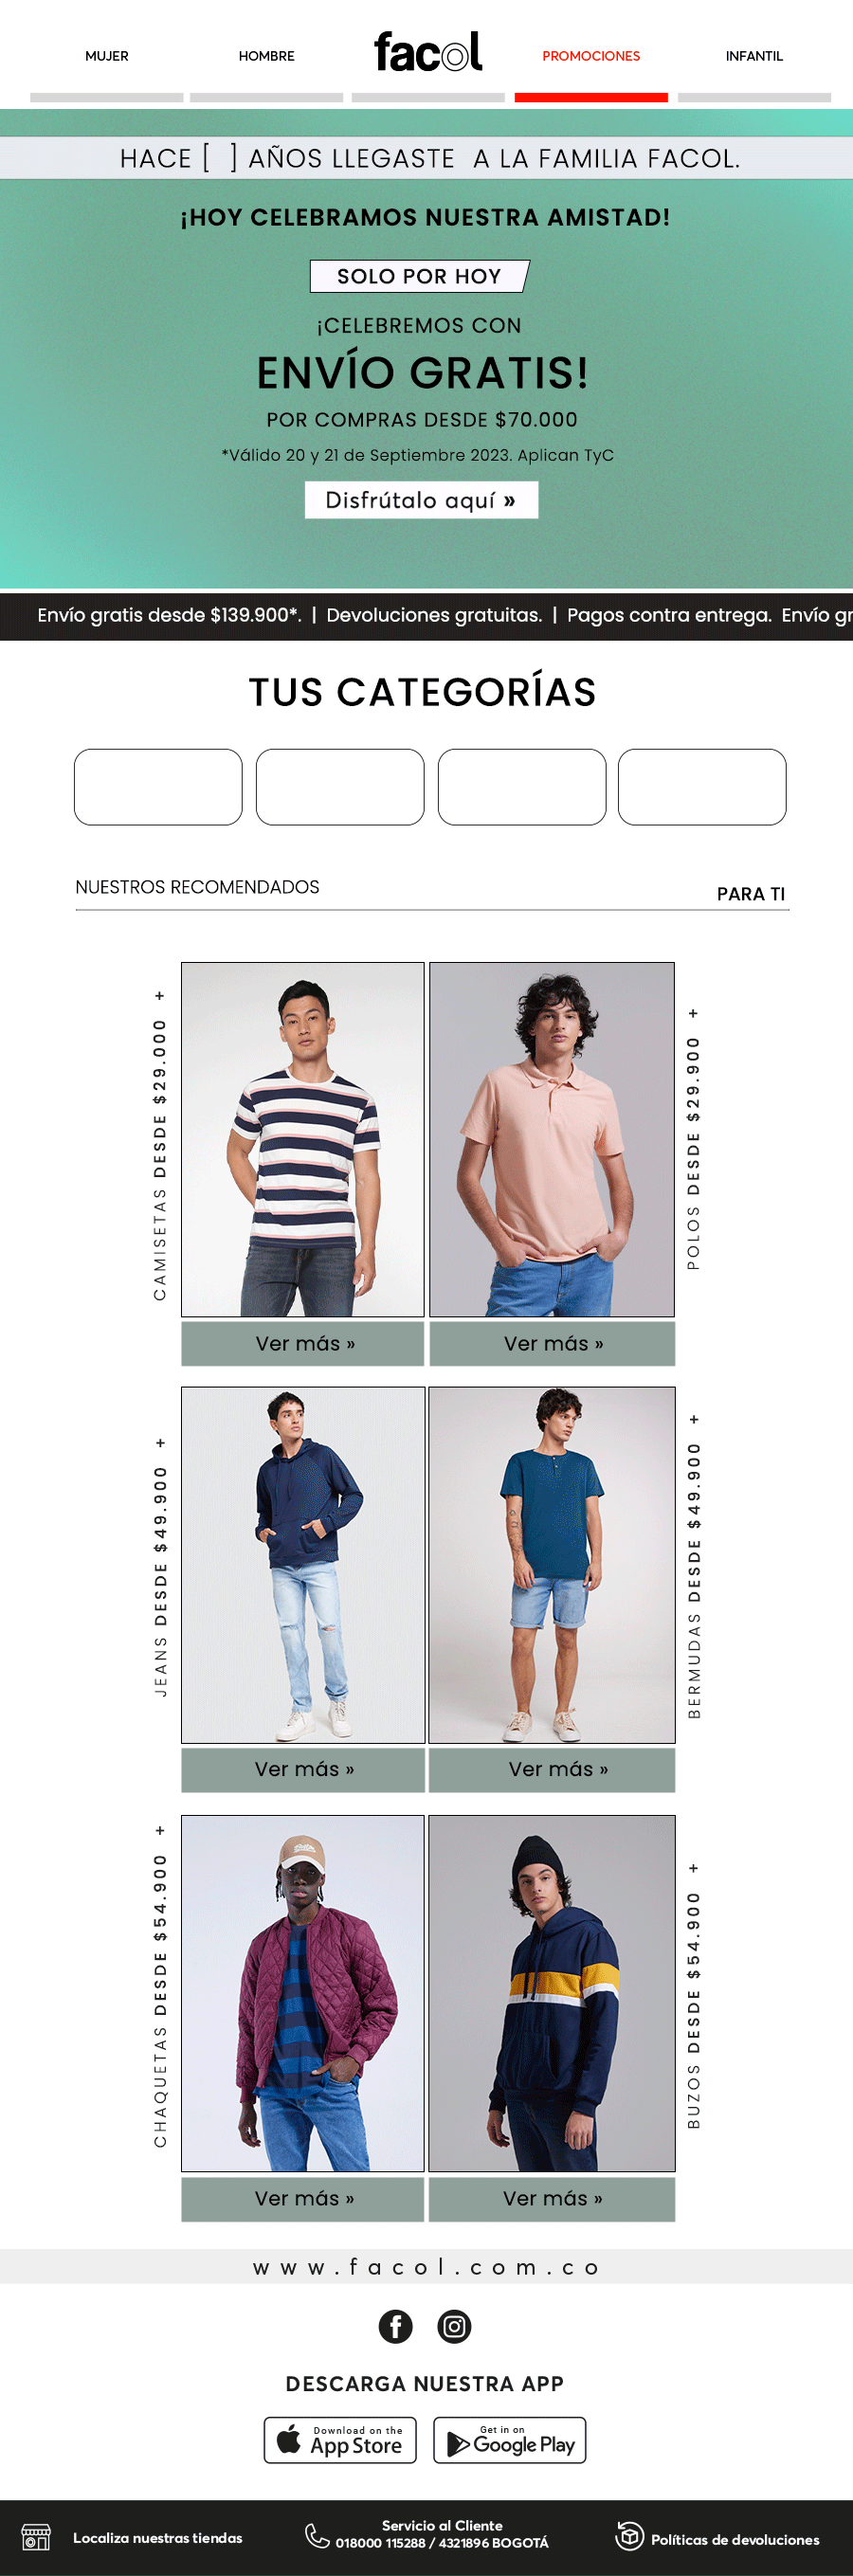 MUJER
HOMBRE
facol
PROMOCIONES
INFANTIL
HACE [ ] AÑOS LLEGASTE A LA FAMILIA FACOL.
¡HOY CELEBRAMOS NUESTRA AMISTAD!
SOLO POR HOY
¡CELEBREMOS CON
ENVÍO GRATIS!
POR COMPRAS DESDE $70.000
*Válido 20 y 21 de Septiembre 2023. Aplican TyC
Disfrútalo aquí »
Envío gratis desde $139.900*. | Devoluciones gratuitas. | Pagos contra entrega. Envío gr
TUS CATEGORÍAS
NUESTROS RECOMENDADOS
PARA TI
CAMISETAS DESDE $29.000 +
POLOS DESDE $29.900 +
Ver más »
Ver más »
JEANS DESDE $49.900 +
BERMUDAS DESDE $49.900 +
Ver más »
Ver más »
CHAQUETAS DESDE $54.900 +
BUZOS DESDE $54.900 +
Ver más »
Ver más »
www.facol.com.co
DESCARGA NUESTRA APP
Download on the
App Store
Get in on
Google Play
Localiza nuestras tiendas
Servicio al Cliente
018000 115288 / 4321896 BOGOTÁ
Políticas de devoluciones